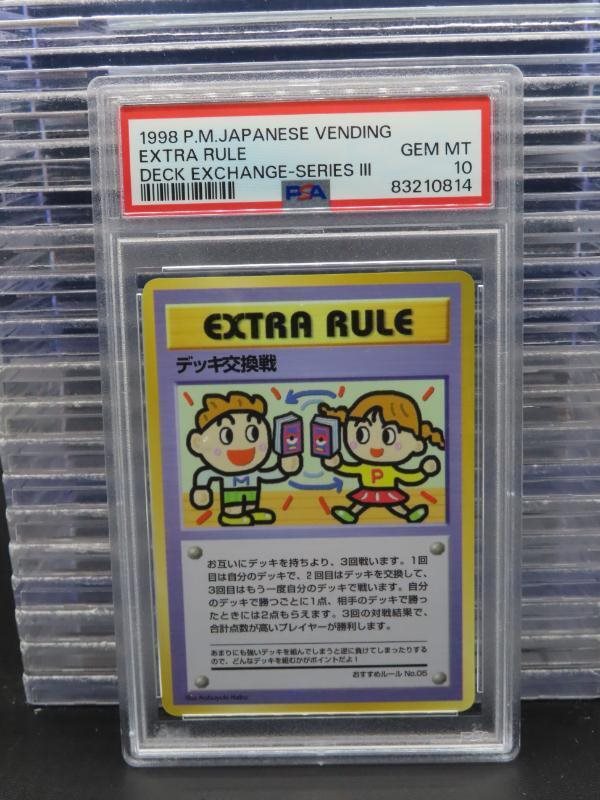 1998 P.M.JAPANESE VENDING
EXTRA RULE GEM MT
DECK EXCHANGE-SERIES III 10
PSA 83210814
EXTRA RULE
デッキ交換戦
M P
お互いにデッキを持ちより、3回戦います。1回
目は自分のデッキで、2回目はデッキを交換して、
3回目はもう一度自分のデッキで戦います。自分
のデッキで勝つごとに1点、相手のデッキで勝っ
たときには2点もらえます。3回の対戦結果で、
合計点数が高いプレイヤーが勝利します。
あまりにも強いデッキを組んでしまうと逆に負けてしまったりする
ので、どんなデッキを組むかがポイントだよ!
おすすめルール No.05